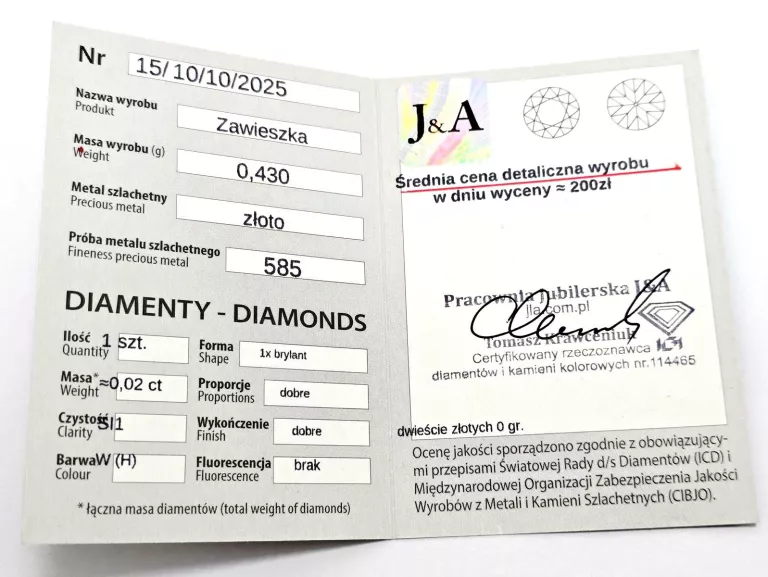 Nr 15/10/10/2025
Nazwa wyrobu
Produkt
Zawieszka
Masa wyrobu (g)
Weight
0,430
Metal szlachetny
Precious metal
złoto
Próba metalu szlachetnego
Fineness precious metal
585
DIAMENTY - DIAMONDS
Ilość
Quantity
1 szt.
Forma
Shape
1x brylant
Masa*
Weight
≈0,02 ct
Proporcje
Proportions
dobre
Czystość
Clarity
SI1
Wykończenie
Finish
dobre
Barwa
Colour
W (H)
Fluorescencja
Fluorescence
brak
* łączna masa diamentów (total weight of diamonds)
J&A
Średnia cena detaliczna wyrobu
w dniu wyceny ≈ 200zł
Pracownia Jubilerska J&A
jja.com.pl
Tomasz Krawceniuk
Certyfikowany rzeczoznawca
diamentów i kamieni kolorowych nr.114465
dwieście złotych 0 gr.
Ocenę jakości sporządzono zgodnie z obowiązujący-
mi przepisami Światowej Rady d/s Diamentów (ICD) i
Międzynarodowej Organizacji Zabezpieczenia Jakości
Wyrobów z Metali i Kamieni Szlachetnych (CIBJO).